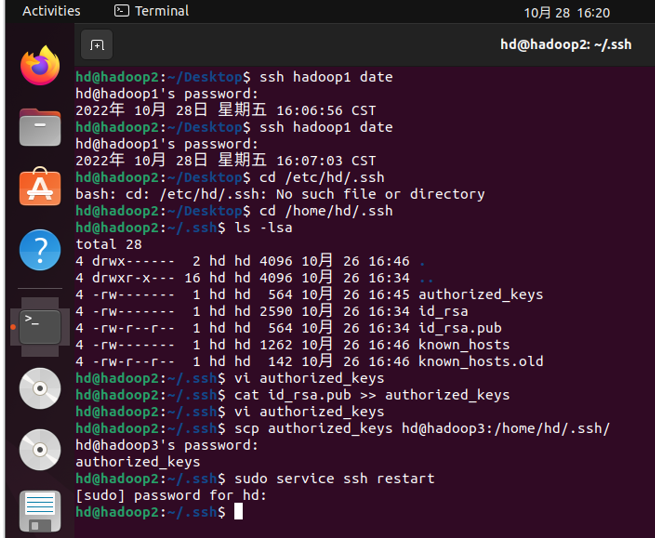 Activities
Terminal
10月 28 16:20
hd@hadoop2: ~/.ssh
hd@hadoop2:~/Desktop$ ssh hadoop1 date
hd@hadoop1's password:
2022年 10月 28日 星期五 16:06:56 CST
hd@hadoop2:~/Desktop$ ssh hadoop1 date
hd@hadoop1's password:
2022年 10月 28日 星期五 16:07:03 CST
hd@hadoop2:~/Desktop$ cd /etc/hd/.ssh
bash: cd: /etc/hd/.ssh: No such file or directory
hd@hadoop2:~/Desktop$ cd /home/hd/.ssh
hd@hadoop2:~/.ssh$ ls -lsa
total 28
4 drwx------  2 hd hd 4096 10月 26 16:46 .
4 drwxr-x--- 16 hd hd 4096 10月 26 16:34 ..
4 -rw-------  1 hd hd  564 10月 26 16:45 authorized_keys
4 -rw-------  1 hd hd 2590 10月 26 16:34 id_rsa
4 -rw-r--r--  1 hd hd  564 10月 26 16:34 id_rsa.pub
4 -rw-------  1 hd hd 1262 10月 26 16:46 known_hosts
4 -rw-r--r--  1 hd hd  142 10月 26 16:46 known_hosts.old
hd@hadoop2:~/.ssh$ vi authorized_keys
hd@hadoop2:~/.ssh$ cat id_rsa.pub >> authorized_keys
hd@hadoop2:~/.ssh$ vi authorized_keys
hd@hadoop2:~/.ssh$ scp authorized_keys hd@hadoop3:/home/hd/.ssh/
hd@hadoop3's password:
authorized_keys
hd@hadoop2:~/.ssh$ sudo service ssh restart
[sudo] password for hd:
hd@hadoop2:~/.ssh$